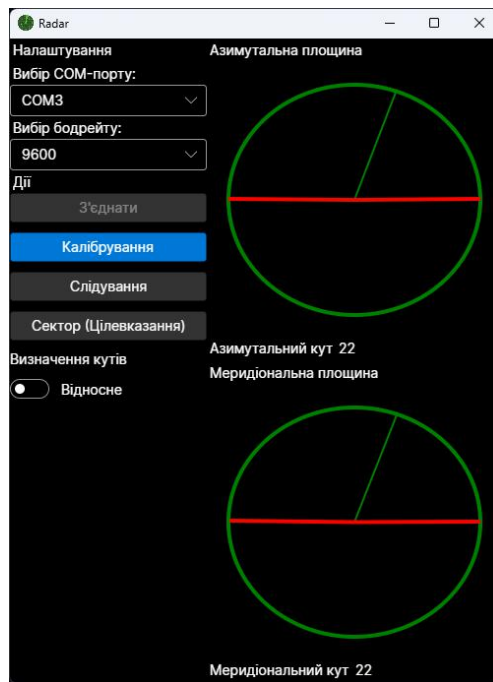 Radar
Налаштування
Вибір COM-порту:
COM3
Вибір бодрейту:
9600
Дії
З'єднати
Калібрування
Слідування
Сектор (Цілевказання)
Визначення кутів
Відносне
Азимутальна площина
Азимутальний кут 22
Меридіональна площина
Меридіональний кут 22